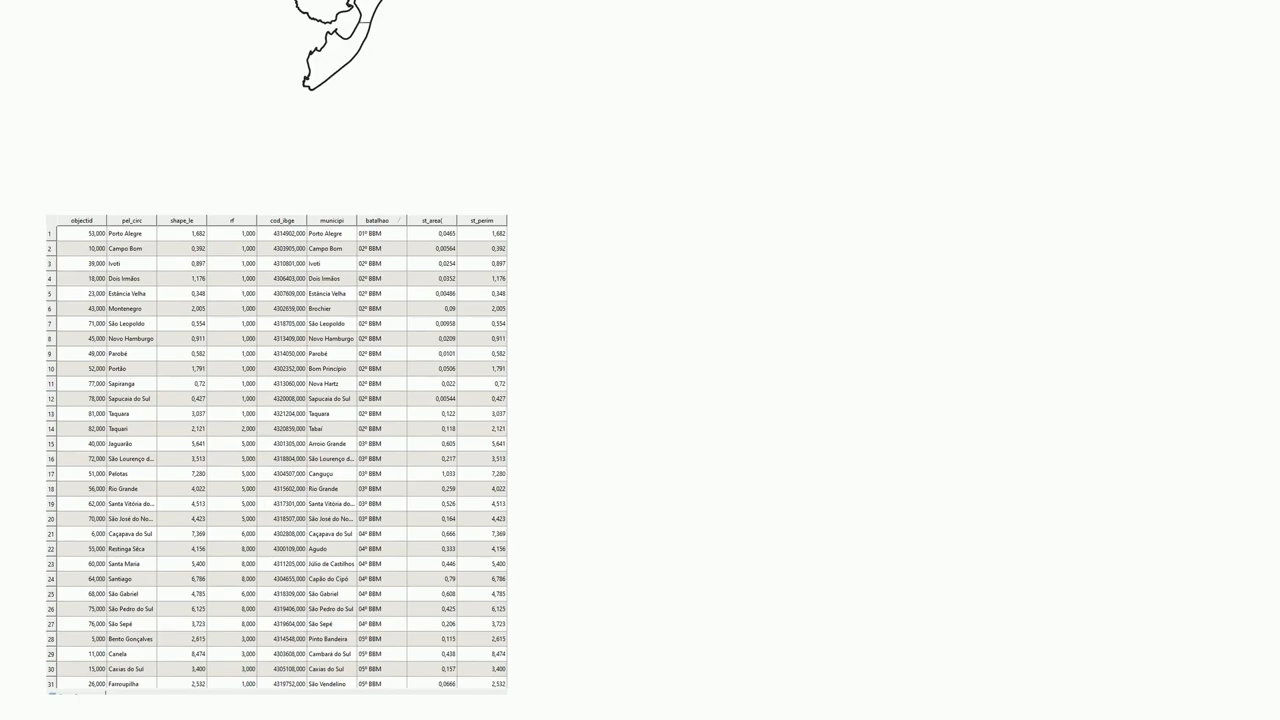 objectid pel_circ shape_le rf cod_ibge municipi batalhao st_area( st_perim
1 53,000 Porto Alegre 1,682 1,000 4314902,000 Porto Alegre 01º BBM 0,0465 1,682
2 10,000 Campo Bom 0,392 1,000 4303905,000 Campo Bom 02º BBM 0,00564 0,392
3 39,000 Ivoti 0,897 1,000 4310801,000 Ivoti 02º BBM 0,0254 0,897
4 18,000 Dois Irmãos 1,176 1,000 4306403,000 Dois Irmãos 02º BBM 0,0352 1,176
5 23,000 Estância Velha 0,348 1,000 4307609,000 Estância Velha 02º BBM 0,00486 0,348
6 43,000 Montenegro 2,005 1,000 4302659,000 Brochier 02º BBM 0,09 2,005
7 71,000 São Leopoldo 0,554 1,000 4318705,000 São Leopoldo 02º BBM 0,00958 0,554
8 45,000 Novo Hamburgo 0,911 1,000 4313409,000 Novo Hamburgo 02º BBM 0,0209 0,911
9 49,000 Parobé 0,582 1,000 4314050,000 Parobé 02º BBM 0,0101 0,582
10 52,000 Portão 1,791 1,000 4302352,000 Bom Princípio 02º BBM 0,0506 1,791
11 77,000 Sapiranga 0,72 1,000 4313060,000 Nova Hartz 02º BBM 0,022 0,72
12 78,000 Sapucaia do Sul 0,427 1,000 4320008,000 Sapucaia do Sul 02º BBM 0,00544 0,427
13 81,000 Taquara 3,037 1,000 4321204,000 Taquara 02º BBM 0,122 3,037
14 82,000 Taquari 2,121 2,000 4320859,000 Tabaí 02º BBM 0,118 2,121
15 40,000 Jaguarão 5,641 5,000 4301305,000 Arroio Grande 03º BBM 0,605 5,641
16 72,000 São Lourenço d... 3,513 5,000 4318804,000 São Lourenço d... 03º BBM 0,217 3,513
17 51,000 Pelotas 7,280 5,000 4304507,000 Canguçu 03º BBM 1,033 7,280
18 56,000 Rio Grande 4,022 5,000 4315602,000 Rio Grande 03º BBM 0,259 4,022
19 62,000 Santa Vitória do... 4,513 5,000 4317301,000 Santa Vitória do... 03º BBM 0,526 4,513
20 70,000 São José do No... 4,423 5,000 4318507,000 São José do No... 03º BBM 0,164 4,423
21 6,000 Caçapava do Sul 7,369 6,000 4302808,000 Caçapava do Sul 04º BBM 0,666 7,369
22 55,000 Restinga Sêca 4,156 8,000 4300109,000 Agudo 04º BBM 0,333 4,156
23 60,000 Santa Maria 5,400 8,000 4311205,000 Júlio de Castilhos 04º BBM 0,446 5,400
24 64,000 Santiago 6,786 8,000 4304655,000 Capão do Cipó 04º BBM 0,79 6,786
25 68,000 São Gabriel 4,785 6,000 4318309,000 São Gabriel 04º BBM 0,608 4,785
26 75,000 São Pedro do Sul 6,125 8,000 4319406,000 São Pedro do Sul 04º BBM 0,425 6,125
27 76,000 São Sepé 3,723 8,000 4319604,000 São Sepé 04º BBM 0,206 3,723
28 5,000 Bento Gonçalves 2,615 3,000 4314548,000 Pinto Bandeira 05º BBM 0,115 2,615
29 11,000 Canela 8,474 3,000 4303608,000 Cambará do Sul 05º BBM 0,438 8,474
30 15,000 Caxias do Sul 3,400 3,000 4305108,000 Caxias do Sul 05º BBM 0,157 3,400
31 26,000 Farroupilha 2,532 1,000 4319752,000 São Vendelino 05º BBM 0,0666 2,532